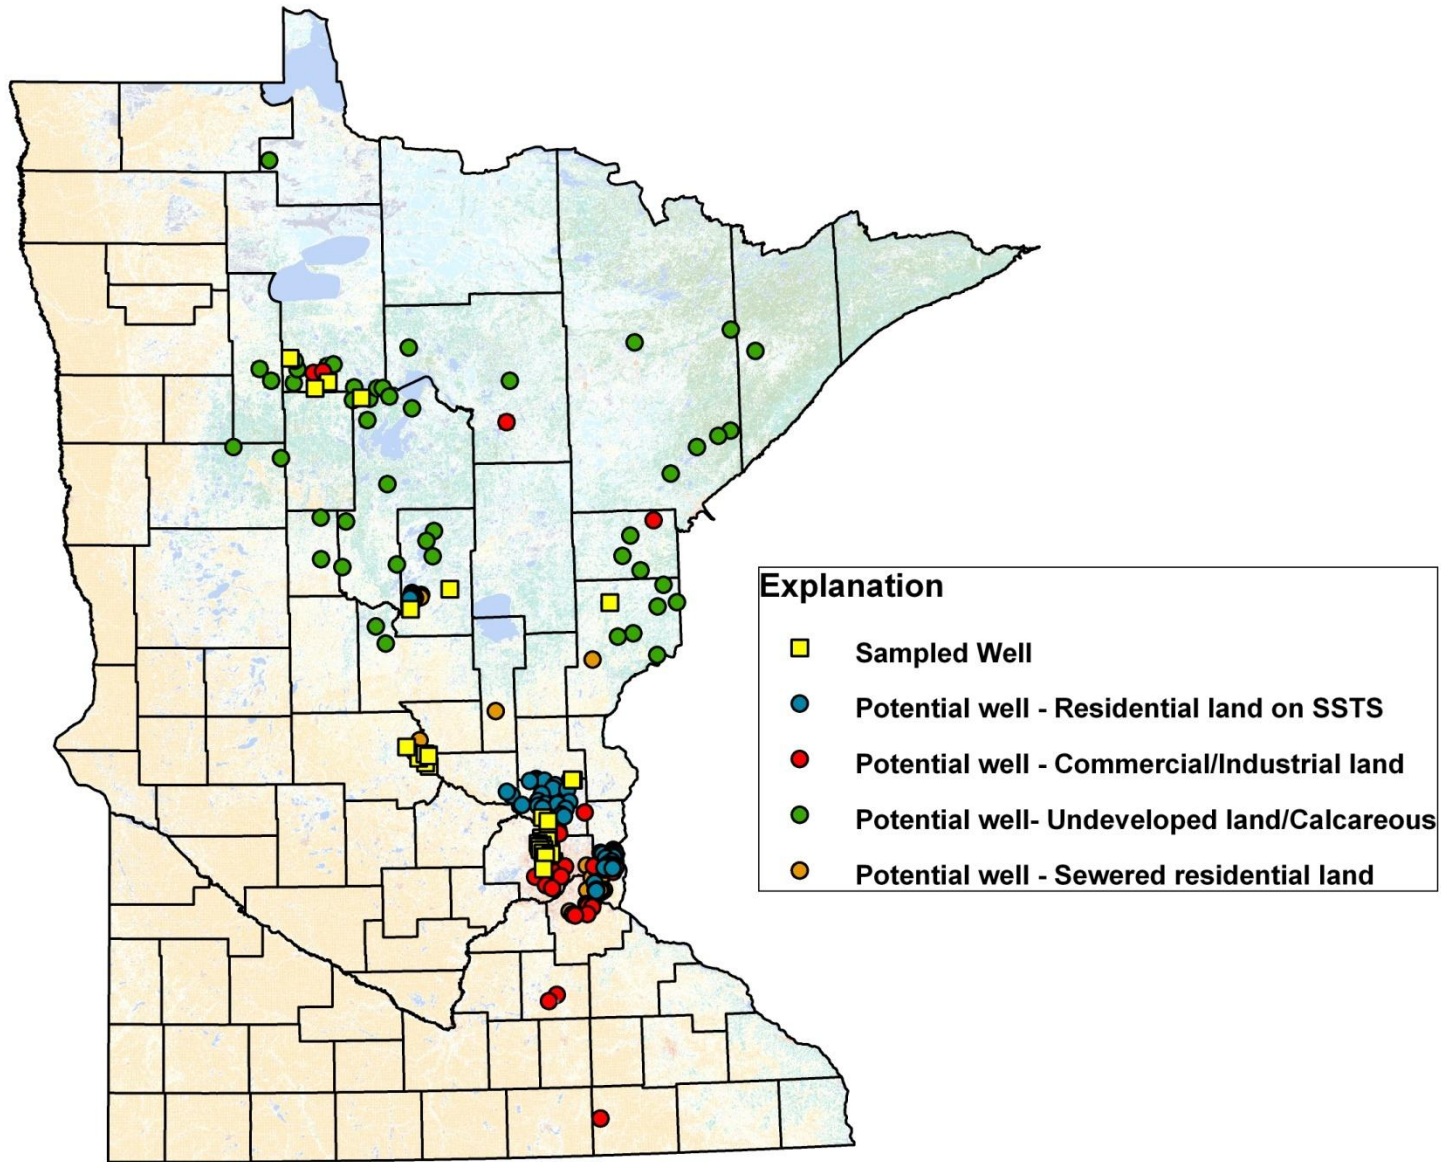 Explanation
Sampled Well
Potential well - Residential land on SSTS
Potential well - Commercial/Industrial land
Potential well- Undeveloped land/Calcareous
Potential well - Sewered residential land